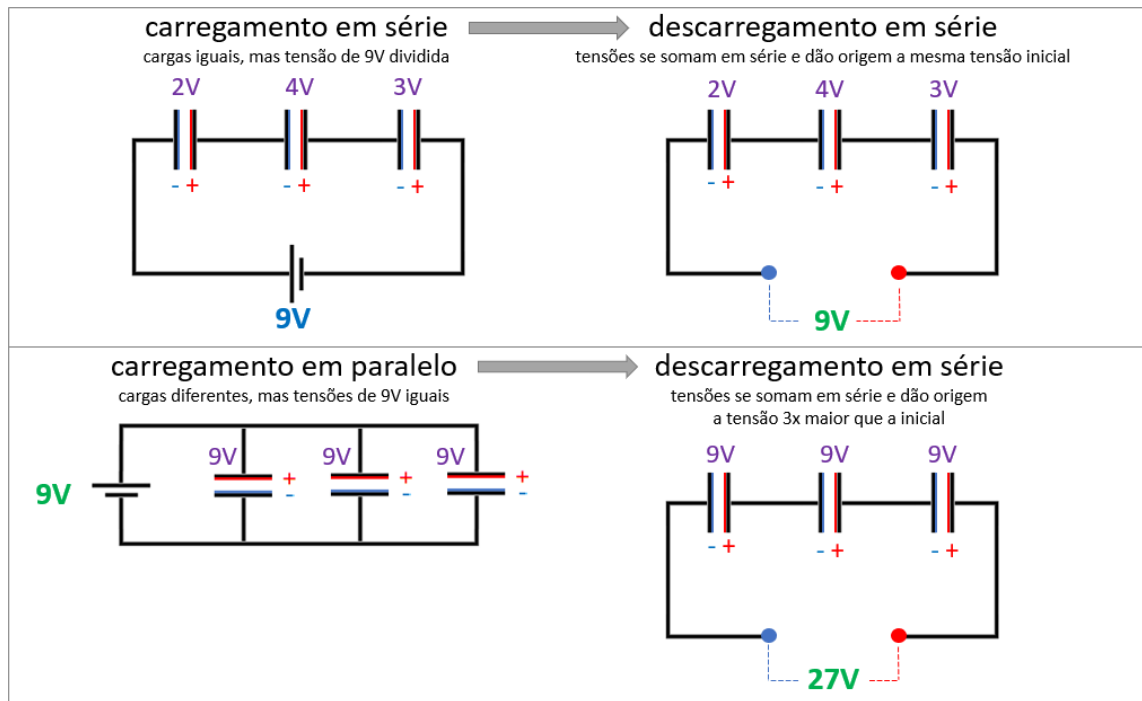 carregamento em série
cargas iguais, mas tensão de 9V dividida
2V 4V 3V
- + - + - +
9V
descarregamento em série
tensões se somam em série e dão origem a mesma tensão inicial
2V 4V 3V
- + - + - +
9V
carregamento em paralelo
cargas diferentes, mas tensões de 9V iguais
9V 9V 9V
+ + +
9V
- - -
descarregamento em série
tensões se somam em série e dão origem
a tensão 3x maior que a inicial
9V 9V 9V
- + - + - +
27V